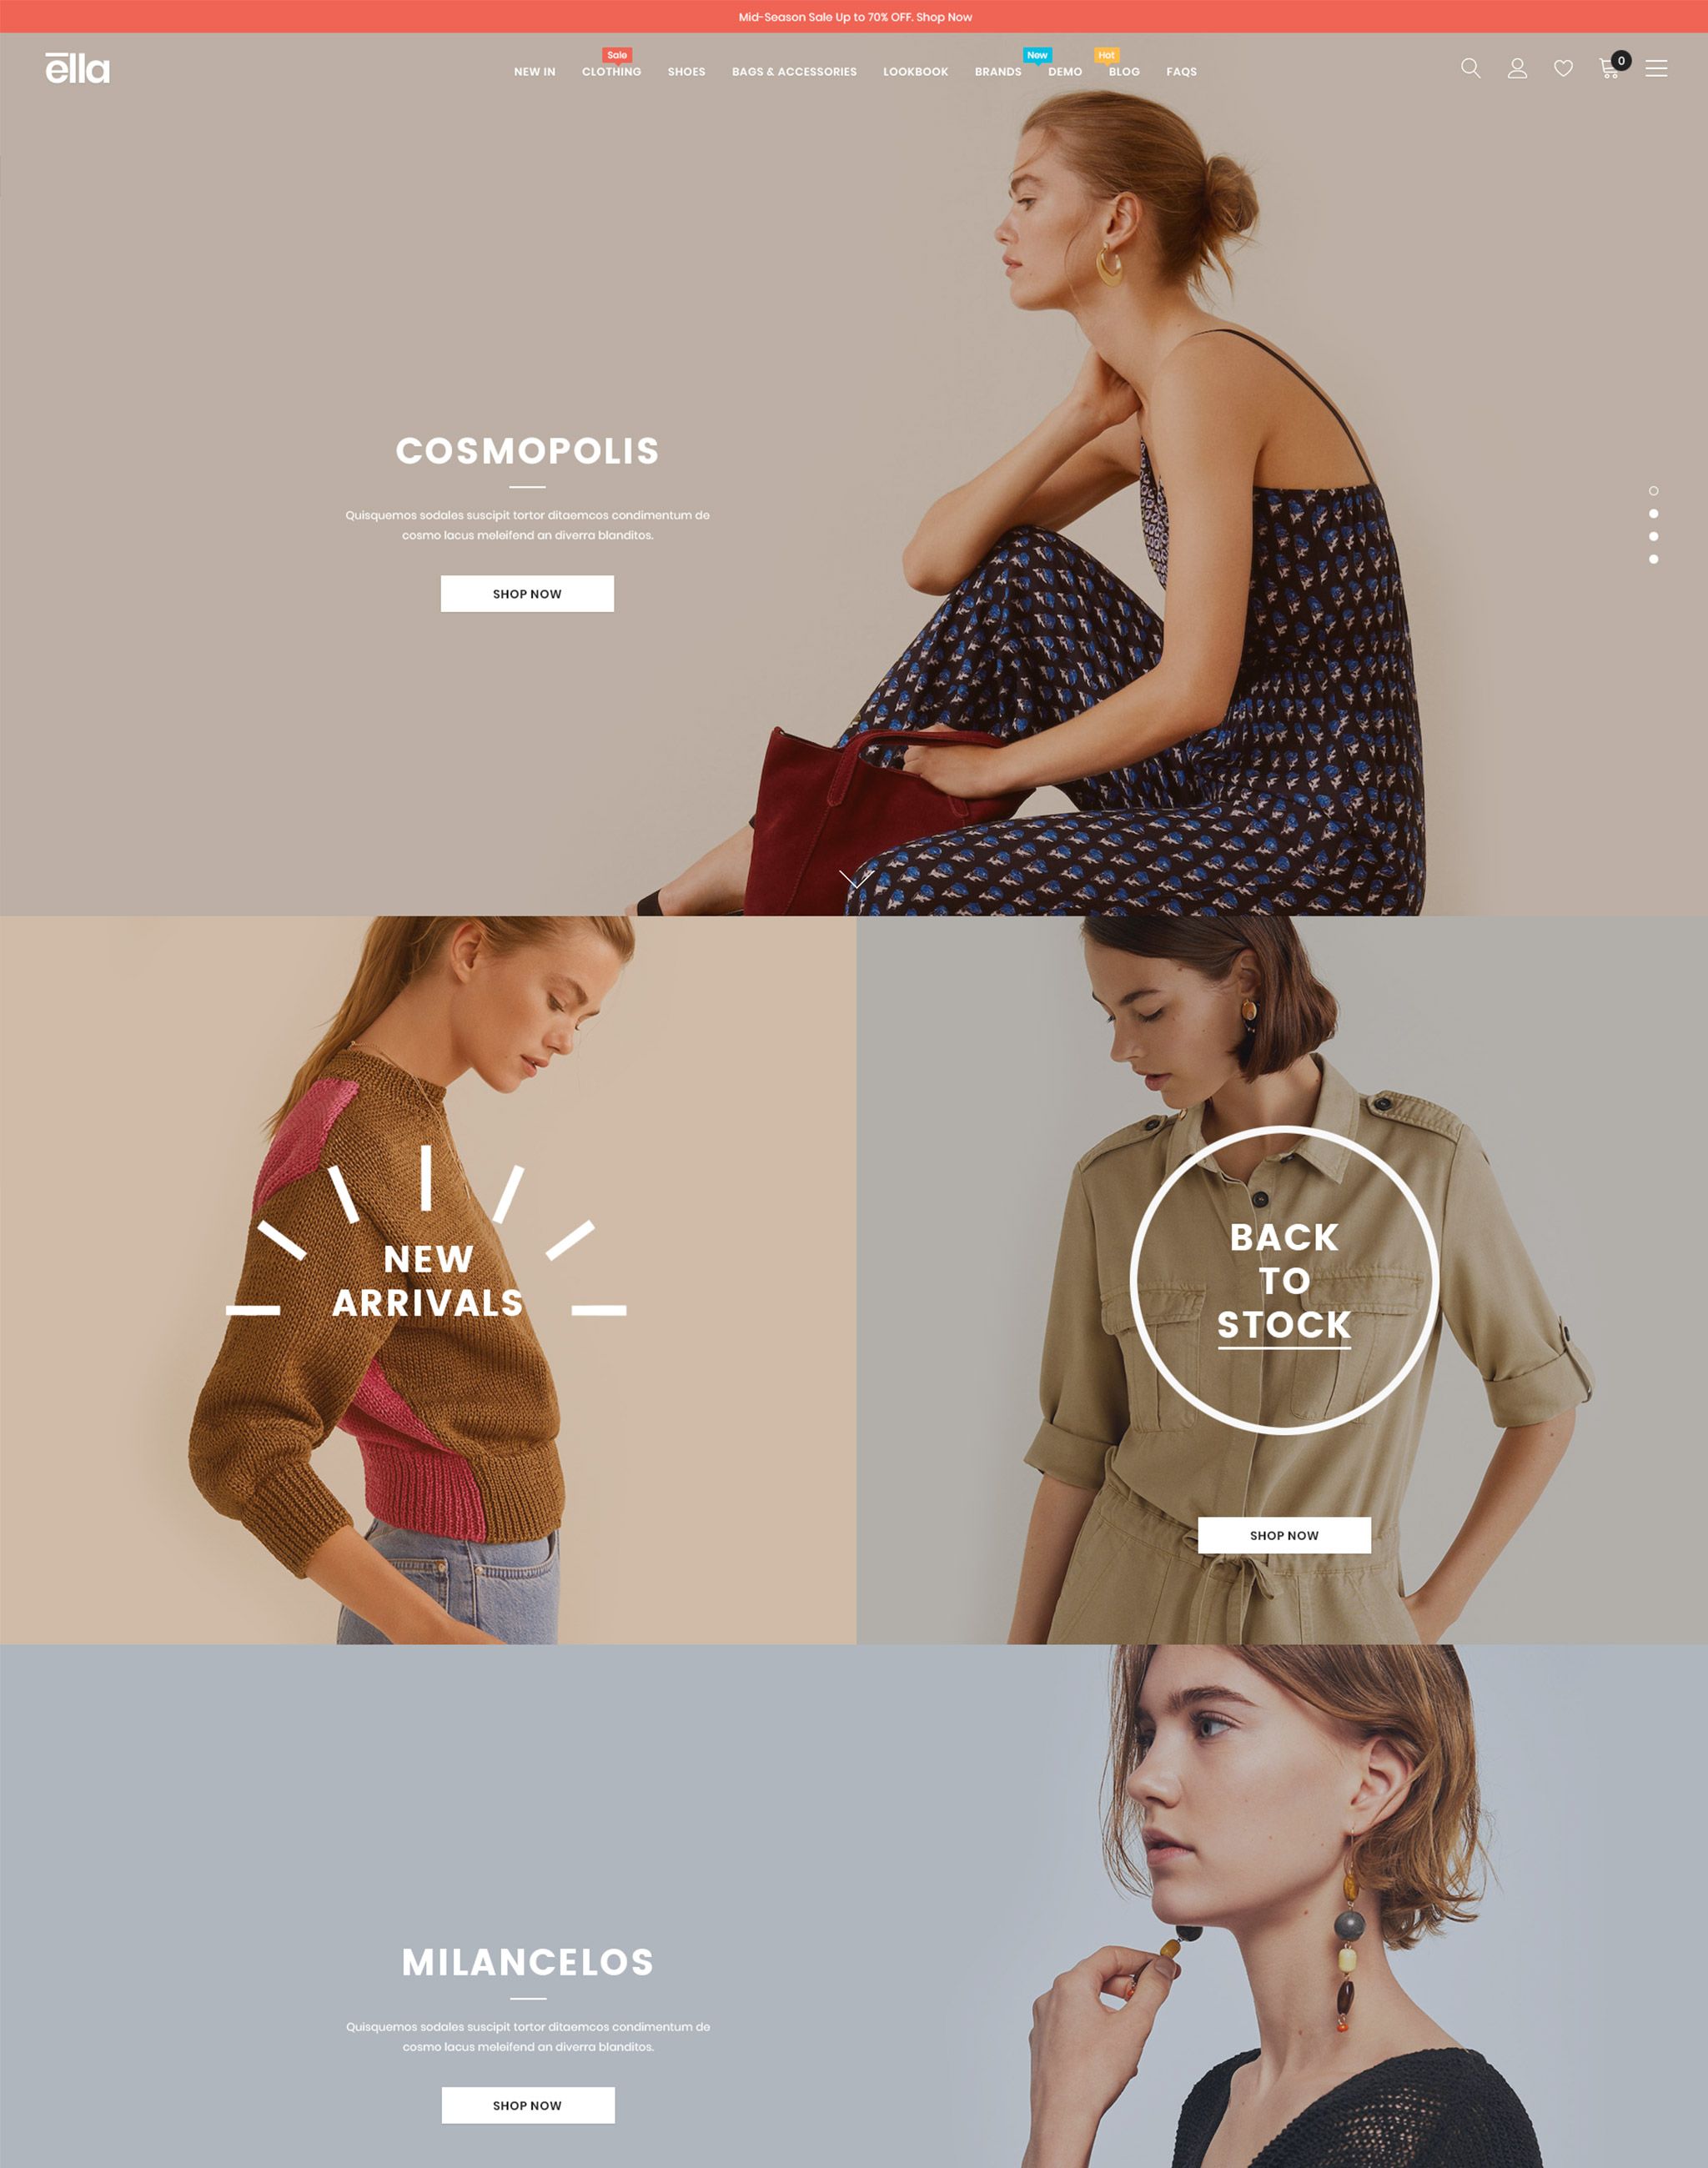 Mid-Season Sale Up to 70% OFF. Shop Now
ella
Sale
New
Hot
NEW IN CLOTHING SHOES BAGS & ACCESSORIES LOOKBOOK BRANDS DEMO BLOG FAQS
0
COSMOPOLIS
Quisquemos sodales suscipit tortor ditaemcos condimentum de
cosmo lacus meleifend an diverra blanditos.
SHOP NOW
NEW
ARRIVALS
BACK
TO
STOCK
SHOP NOW
MILANCELOS
Quisquemos sodales suscipit tortor ditaemcos condimentum de
cosmo lacus meleifend an diverra blanditos.
SHOP NOW